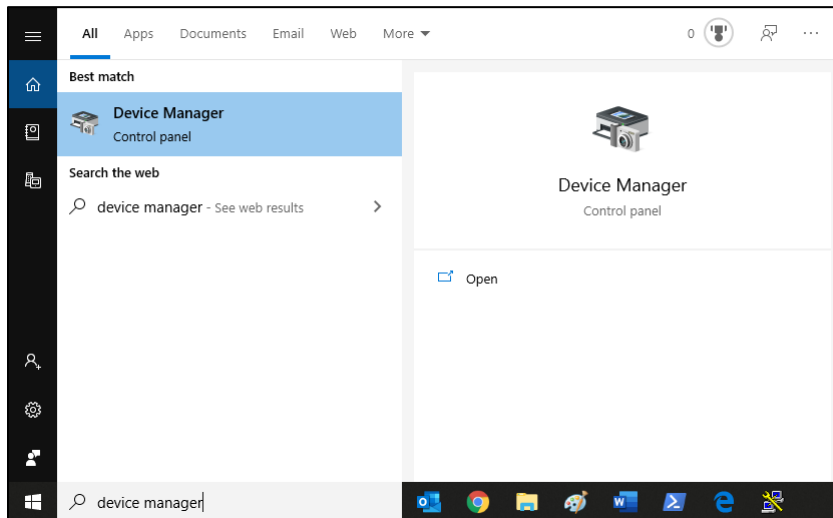 All Apps Documents Email Web More
0
...
Best match
Device Manager
Control panel
Search the web
device manager - See web results
Device Manager
Control panel
Open
device manager